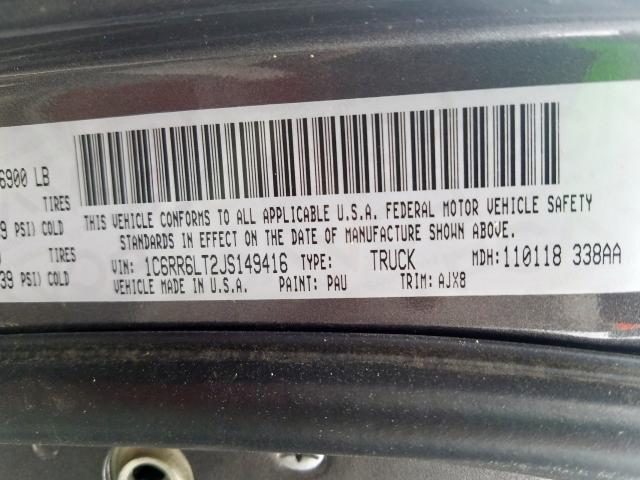 6900 LB
TIRES
9 PSI) COLD
TIRES
39 PSI) COLD
THIS VEHICLE CONFORMS TO ALL APPLICABLE U.S.A. FEDERAL MOTOR VEHICLE SAFETY
STANDARDS IN EFFECT ON THE DATE OF MANUFACTURE SHOWN ABOVE.
VIN: 1C6RR6LT2JS149416 TYPE: TRUCK MDH: 110118 338AA
VEHICLE MADE IN U.S.A. PAINT: PAU TRIM: AJX8